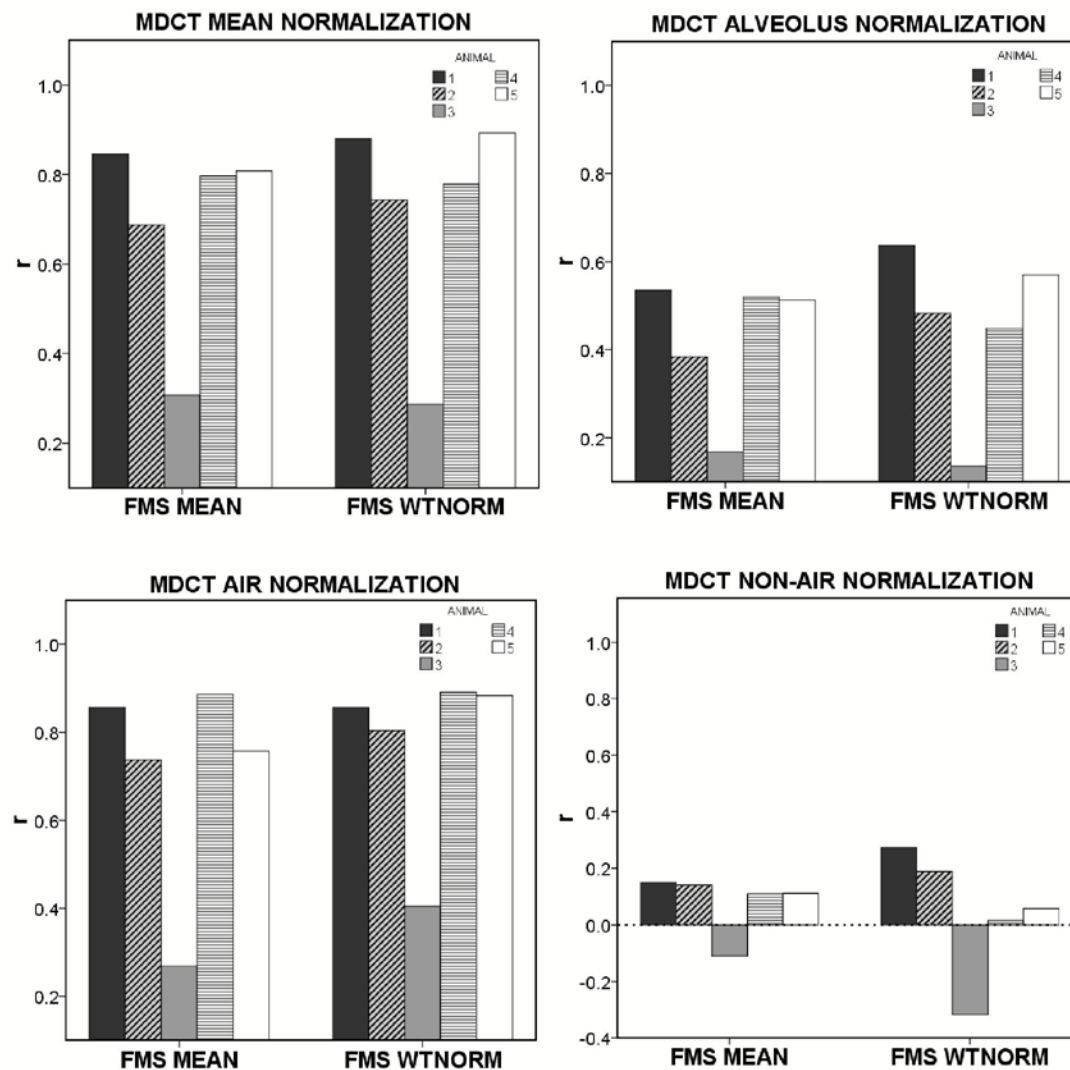 MDCT MEAN NORMALIZATION
ANIMAL
1 4
2 5
3
1.0
0.8
0.6
0.4
0.2
r
FMS MEAN FMS WTNORM
MDCT ALVEOLUS NORMALIZATION
ANIMAL
1 4
2 5
3
1.0
0.8
0.6
0.4
0.2
r
FMS MEAN FMS WTNORM
MDCT AIR NORMALIZATION
ANIMAL
1 4
2 5
3
1.0
0.8
0.6
0.4
0.2
r
FMS MEAN FMS WTNORM
MDCT NON-AIR NORMALIZATION
ANIMAL
1 4
2 5
3
1.0
0.8
0.6
0.4
0.2
0.0
-0.2
-0.4
r
FMS MEAN FMS WTNORM